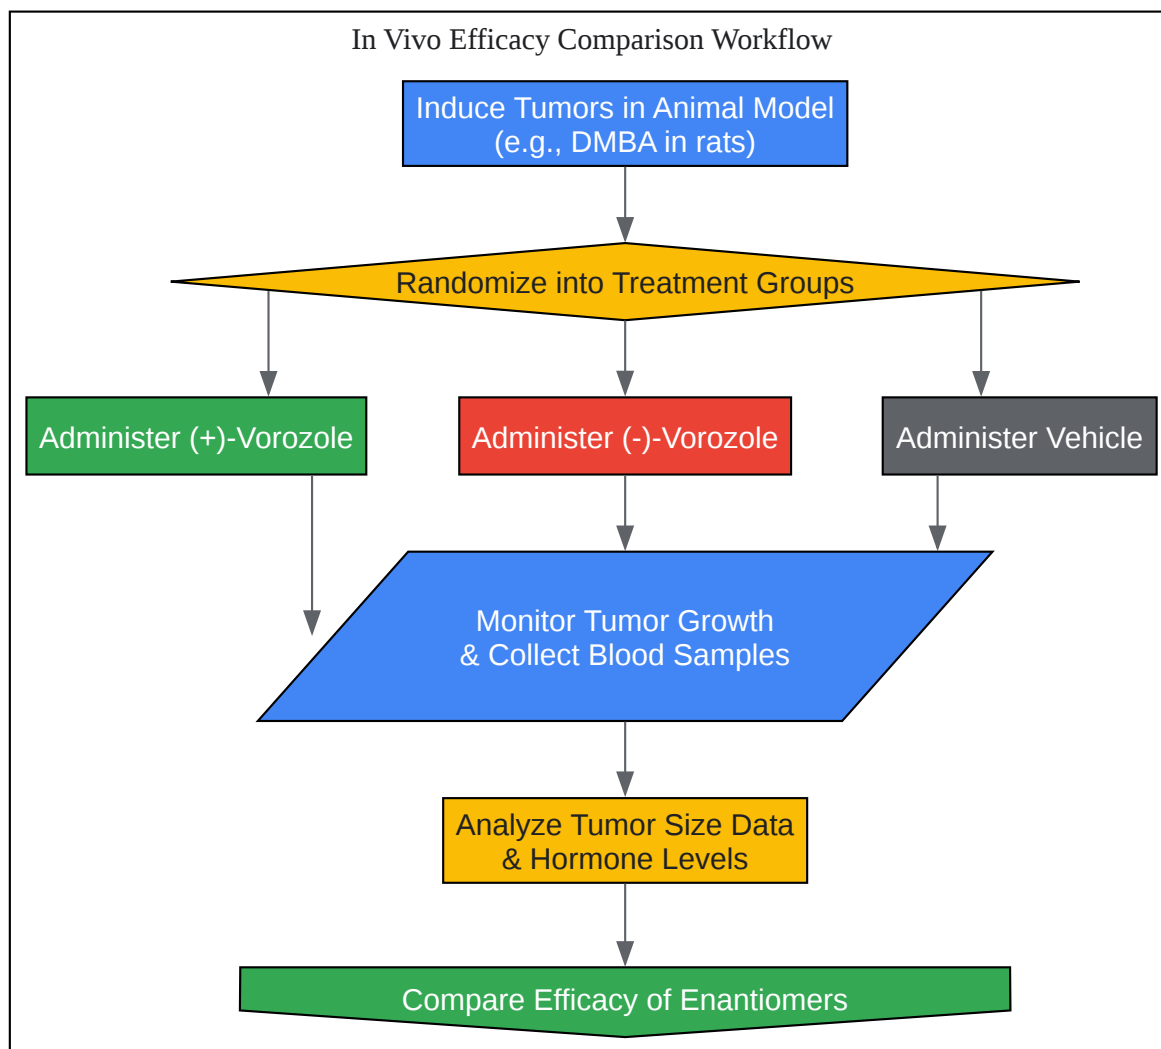 In Vivo Efficacy Comparison Workflow
Induce Tumors in Animal Model
(e.g., DMBA in rats)
Randomize into Treatment Groups
Administer (+)-Vorozole
Administer (-)-Vorozole
Administer Vehicle
Monitor Tumor Growth
& Collect Blood Samples
Analyze Tumor Size Data
& Hormone Levels
Compare Efficacy of Enantiomers